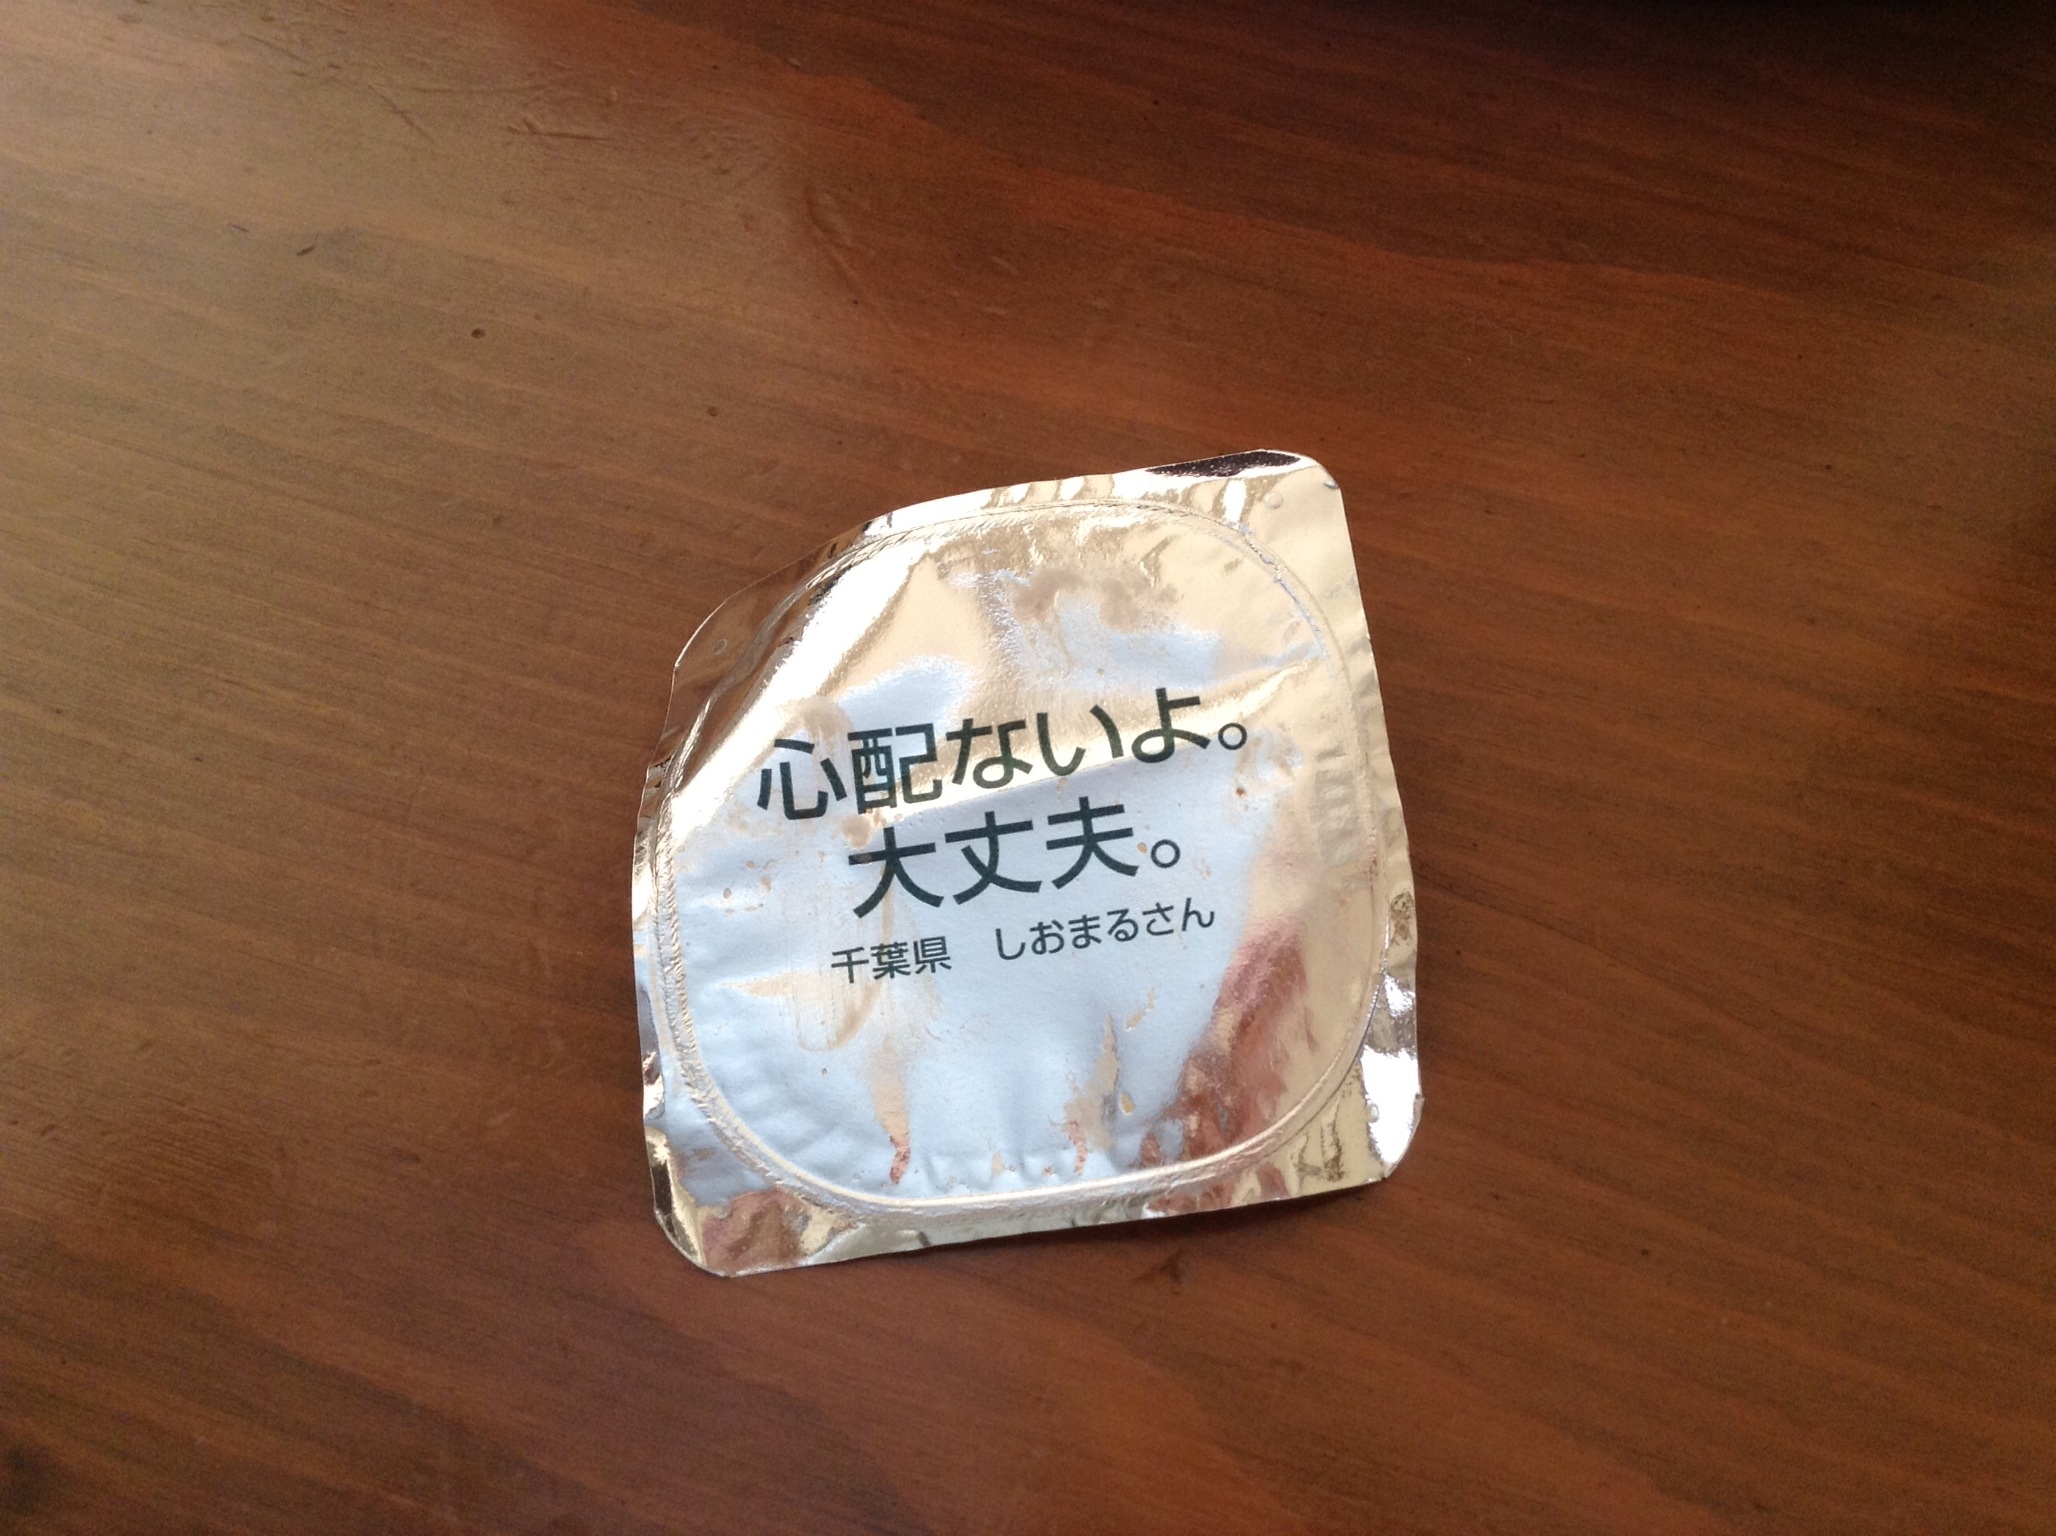 心配ないよ。
大丈夫。
千葉県　しおまるさん